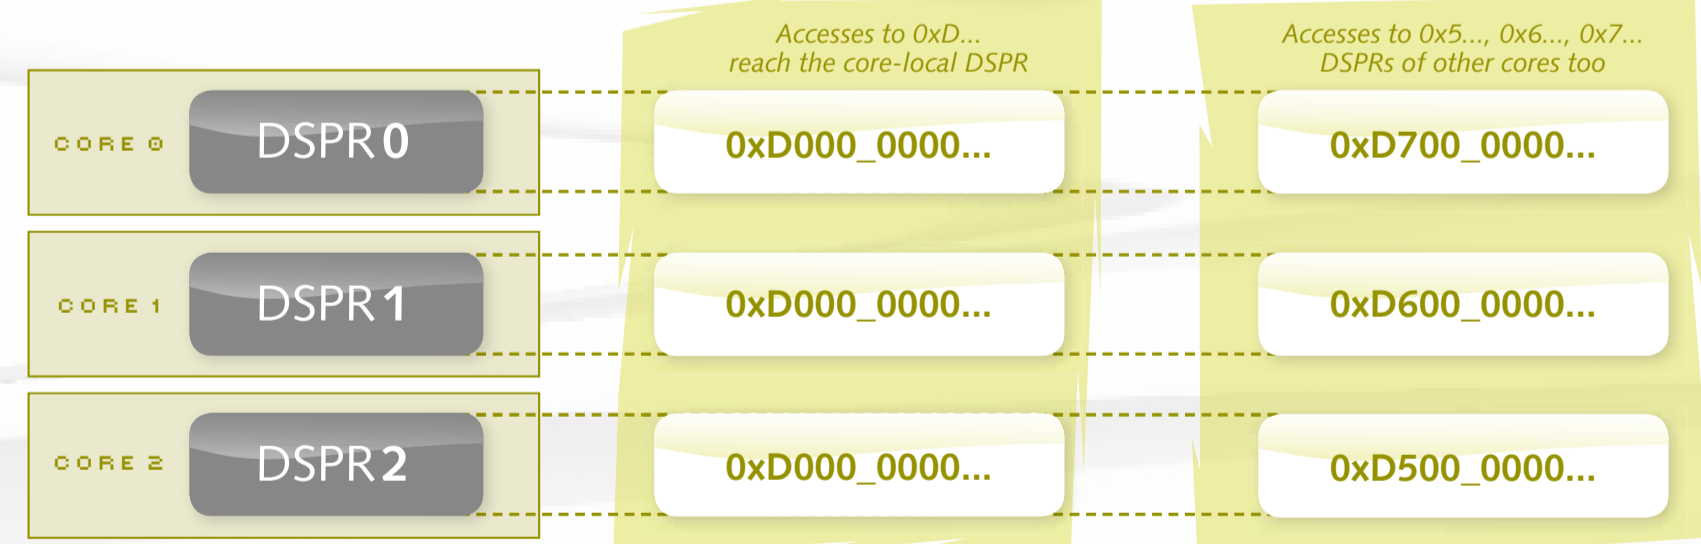 Accesses to 0xD...
reach the core-local DSPR
Accesses to 0x5..., 0x6..., 0x7...
DSPRs of other cores too
CORE 0
DSPR 0
0xD000_0000...
0xD700_0000...
CORE 1
DSPR 1
0xD000_0000...
0xD600_0000...
CORE 2
DSPR 2
0xD000_0000...
0xD500_0000...